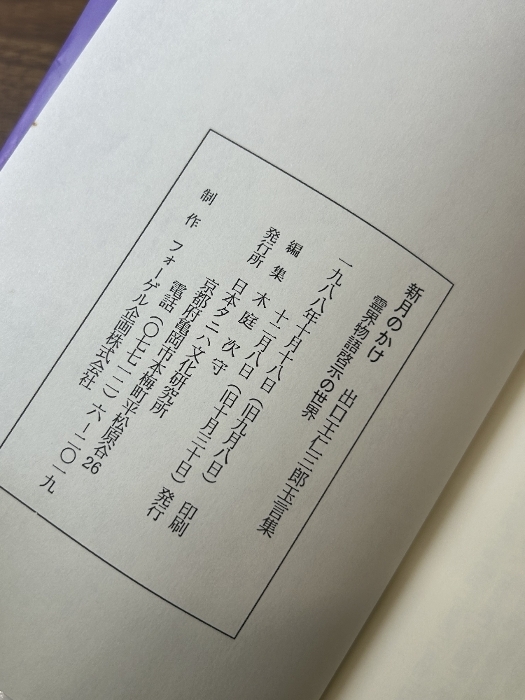 新月のかけ 出口王仁三郎玉言集
霊界物語啓示の世界
一九八八年十月十八日(旧九月八日) 印刷
十二月八日(旧十月三十日) 発行
編集 木庭次守
発行所 日本タニハ文化研究所
京都府亀岡市本梅町平松原谷26
電話(〇七七一二)六ー二〇一九
制作 フォーゲル企画株式会社